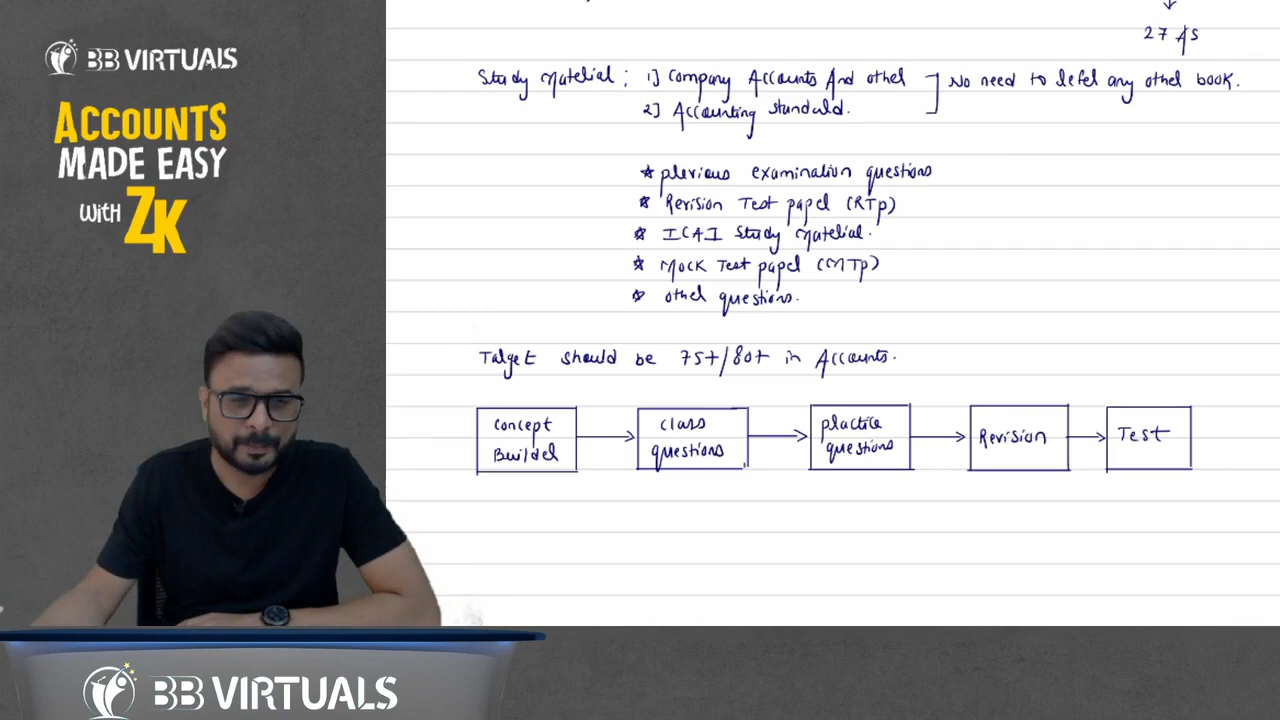 BB VIRTUALS
ACCOUNTS
MADE EASY
WITH ZK
27 As
Study Material : 1] Company Accounts And other
2] Accounting standard.
No need to refer any other book.
* previous examination questions
* Revision Test paper (RTP)
* ICAI Study Material.
* Mock Test paper (MTP)
* other questions.
Target should be 75+/80+ in Accounts.
concept
Builder
class
questions
practice
questions
Revision
Test
BB VIRTUALS